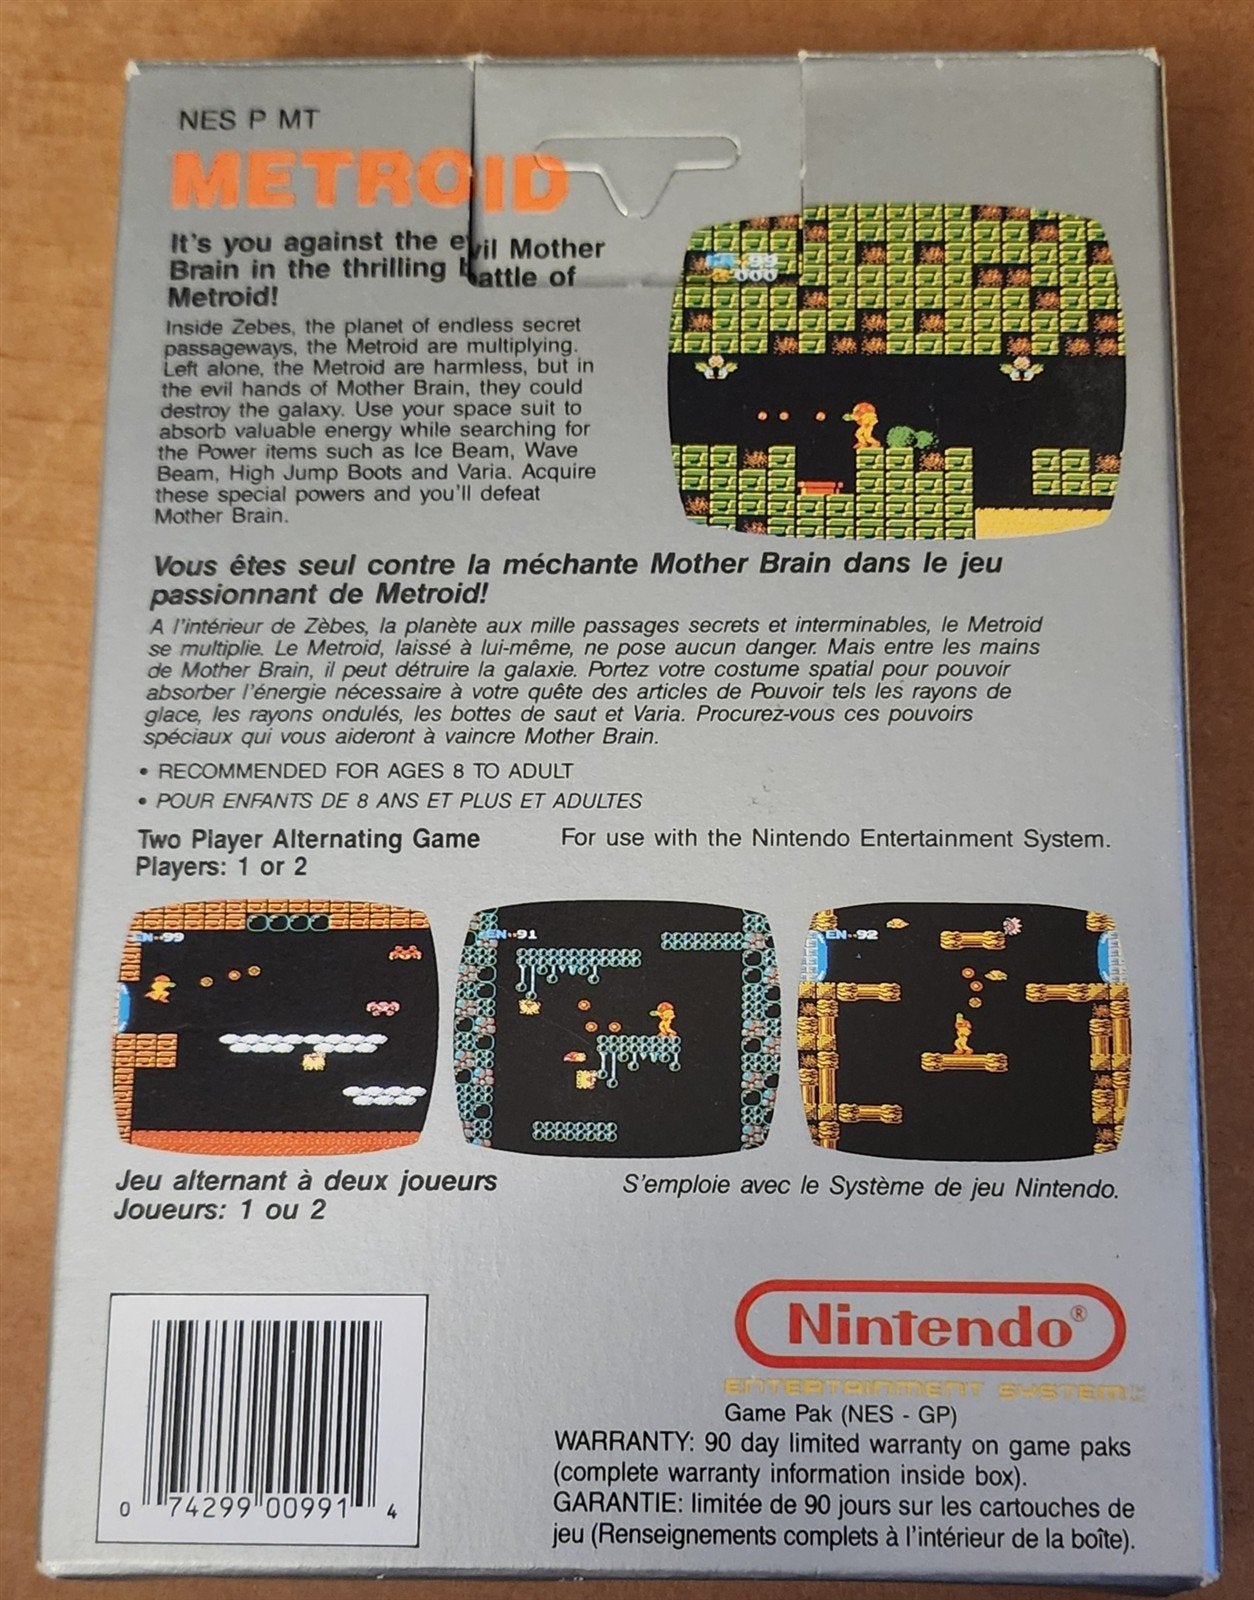 NES P MT
METROID
It's you against the evil Mother
Brain in the thrilling battle of
Metroid!
Inside Zebes, the planet of endless secret
passageways, the Metroid are multiplying.
Left alone, the Metroid are harmless, but in
the evil hands of Mother Brain, they could
destroy the galaxy. Use your space suit to
absorb valuable energy while searching for
the Power items such as Ice Beam, Wave
Beam, High Jump Boots and Varia. Acquire
these special powers and you'll defeat
Mother Brain.
EN··99
000
Vous êtes seul contre la méchante Mother Brain dans le jeu
passionnant de Metroid!
A l'intérieur de Zèbes, la planète aux mille passages secrets et interminables, le Metroid
se multiplie. Le Metroid, laissé à lui-même, ne pose aucun danger. Mais entre les mains
de Mother Brain, il peut détruire la galaxie. Portez votre costume spatial pour pouvoir
absorber l'énergie nécessaire à votre quête des articles de Pouvoir tels les rayons de
glace, les rayons ondulés, les bottes de saut et Varia. Procurez-vous ces pouvoirs
spéciaux qui vous aideront à vaincre Mother Brain.
• RECOMMENDED FOR AGES 8 TO ADULT
• POUR ENFANTS DE 8 ANS ET PLUS ET ADULTES
Two Player Alternating Game
Players: 1 or 2
For use with the Nintendo Entertainment System.
EN··99
EN··91
EN··92
Jeu alternant à deux joueurs
Joueurs: 1 ou 2
S'emploie avec le Système de jeu Nintendo.
0 74299 00991 4
Nintendo®
ENTERTAINMENT SYSTEM™
Game Pak (NES - GP)
WARRANTY: 90 day limited warranty on game paks
(complete warranty information inside box).
GARANTIE: limitée de 90 jours sur les cartouches de
jeu (Renseignements complets à l'intérieur de la boîte).